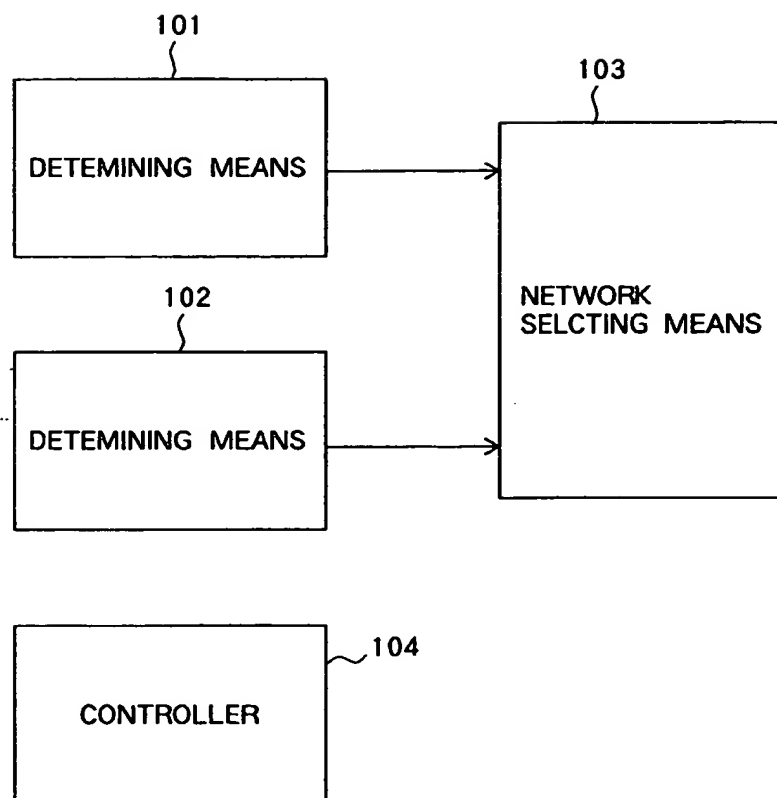 101
DETEMINING MEANS
103
NETWORK
SELCTING MEANS
102
DETEMINING MEANS
104
CONTROLLER